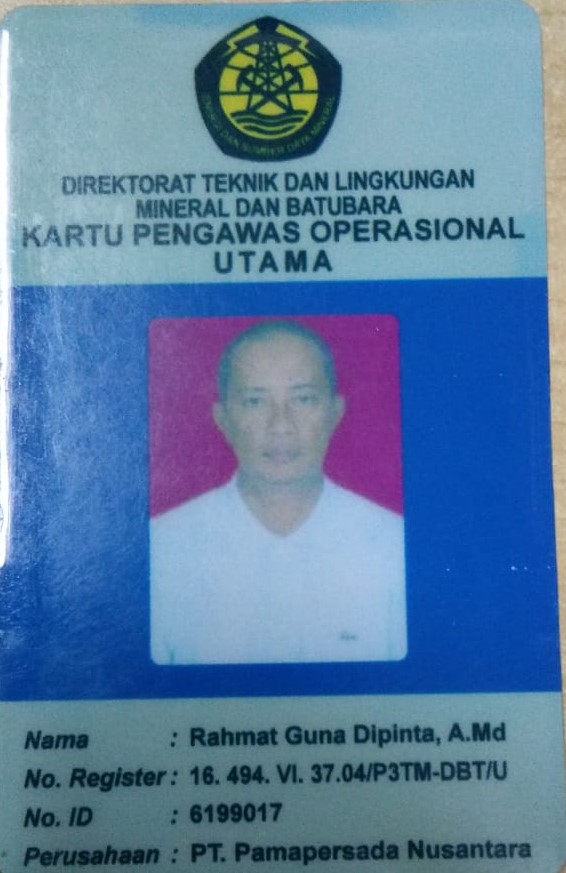 ENERGI DAN SUMBER DAYA MINERAL
DIREKTORAT TEKNIK DAN LINGKUNGAN
MINERAL DAN BATUBARA
KARTU PENGAWAS OPERASIONAL
UTAMA
Nama : Rahmat Guna Dipinta, A.Md
No. Register : 16. 494. VI. 37.04/P3TM-DBT/U
No. ID : 6199017
Perusahaan : PT. Pamapersada Nusantara